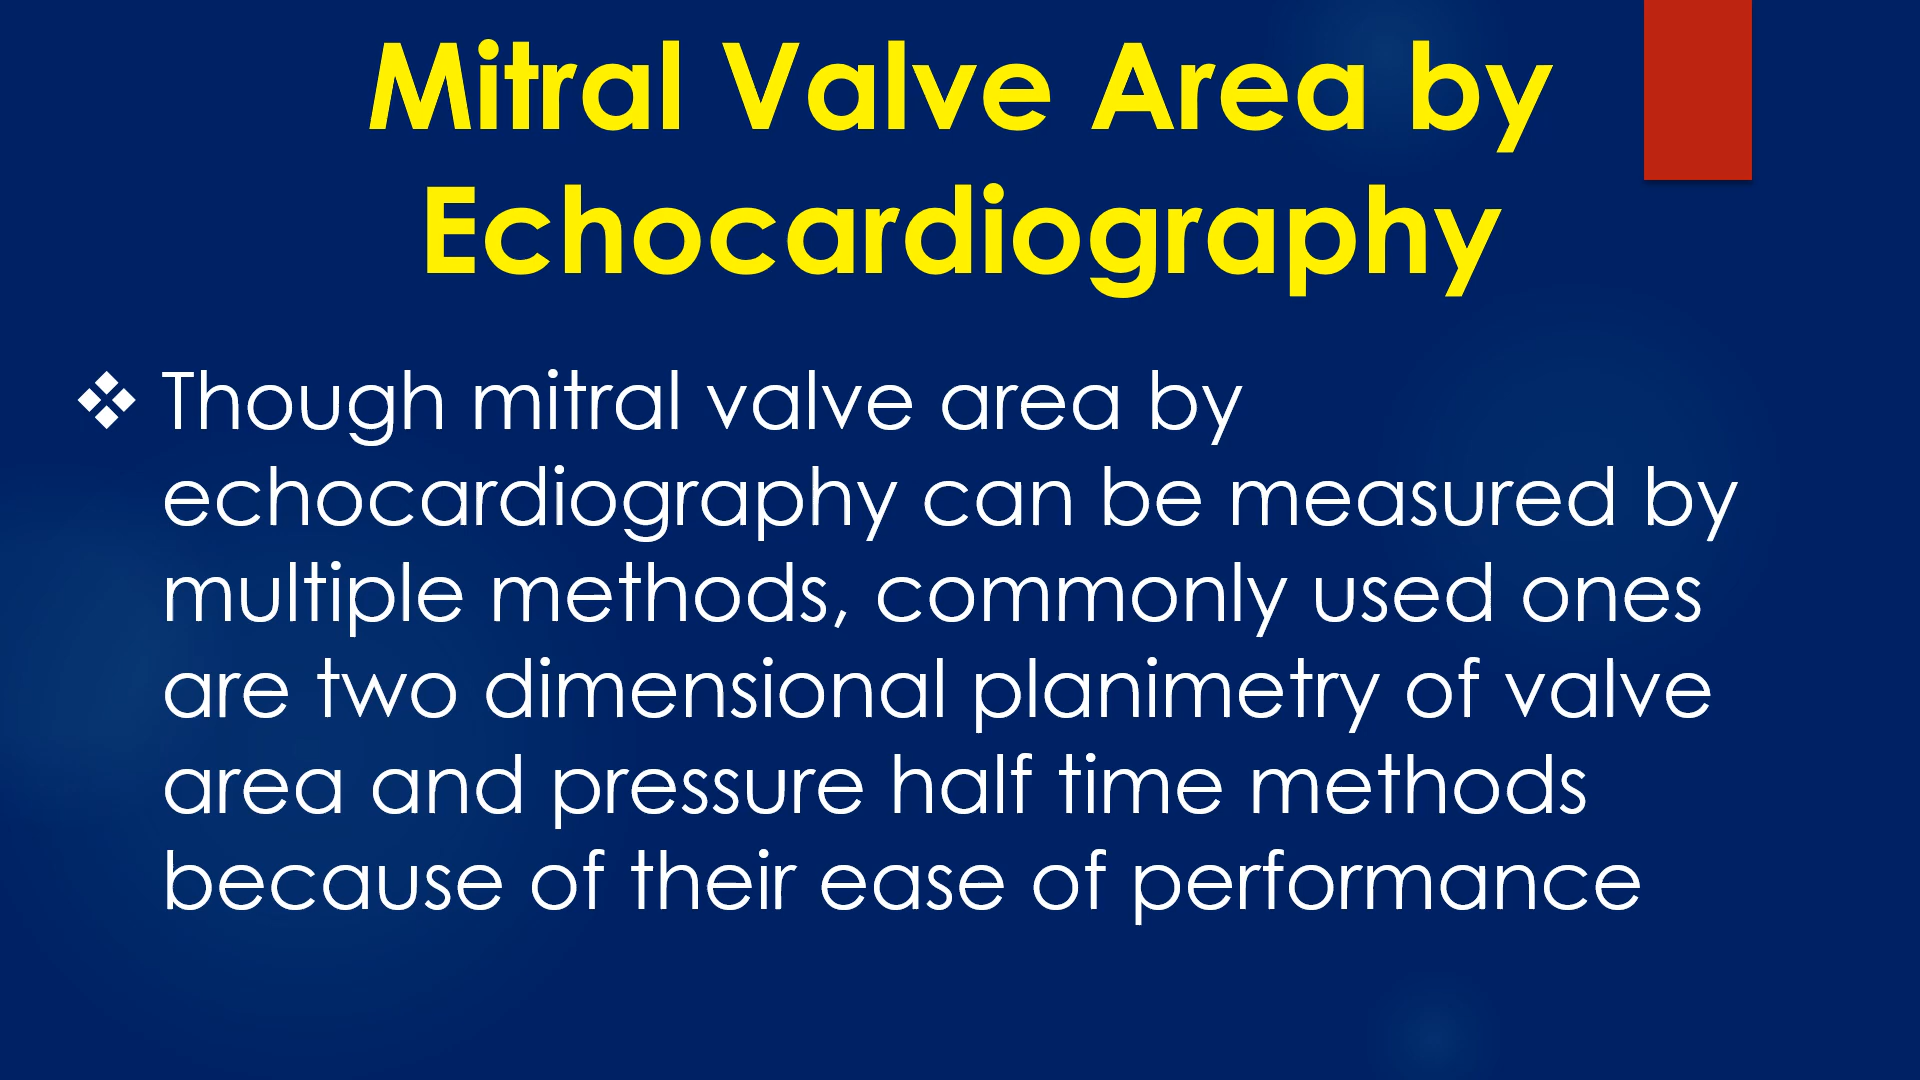 Mitral Valve Area by
Echocardiography
❖ Though mitral valve area by
echocardiography can be measured by
multiple methods, commonly used ones
are two dimensional planimetry of valve
area and pressure half time methods
because of their ease of performance